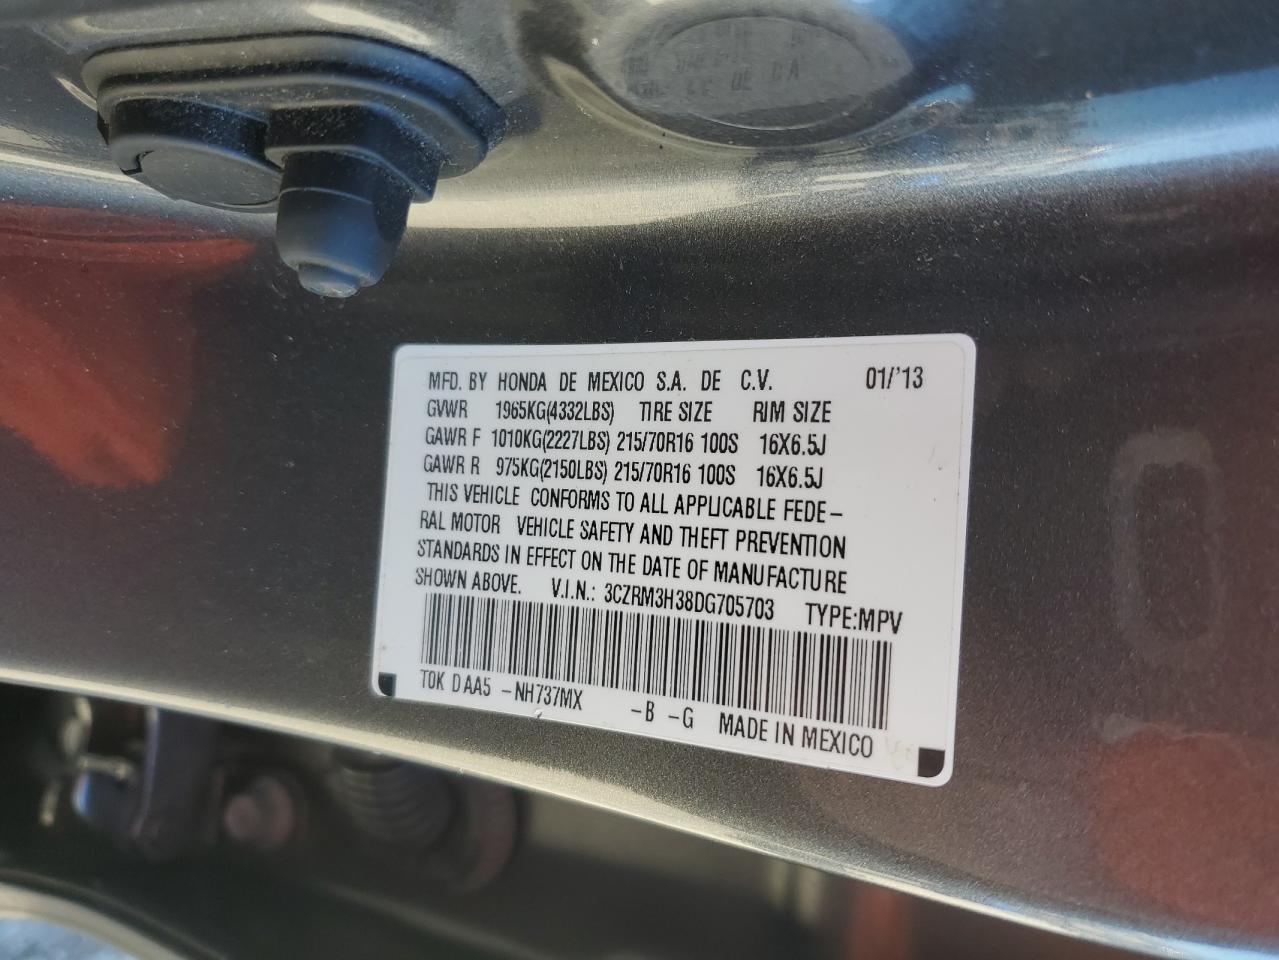 MFD. BY HONDA DE MEXICO S.A. DE C.V. 01/'13
GVWR 1965KG(4332LBS) TIRE SIZE RIM SIZE
GAWR F 1010KG(2227LBS) 215/70R16 100S 16X6.5J
GAWR R 975KG(2150LBS) 215/70R16 100S 16X6.5J
THIS VEHICLE CONFORMS TO ALL APPLICABLE FEDE-
RAL MOTOR VEHICLE SAFETY AND THEFT PREVENTION
STANDARDS IN EFFECT ON THE DATE OF MANUFACTURE
SHOWN ABOVE. V.I.N.: 3CZRM3H38DG705703 TYPE:MPV
T0K DAA5 -NH737MX -B -G MADE IN MEXICO